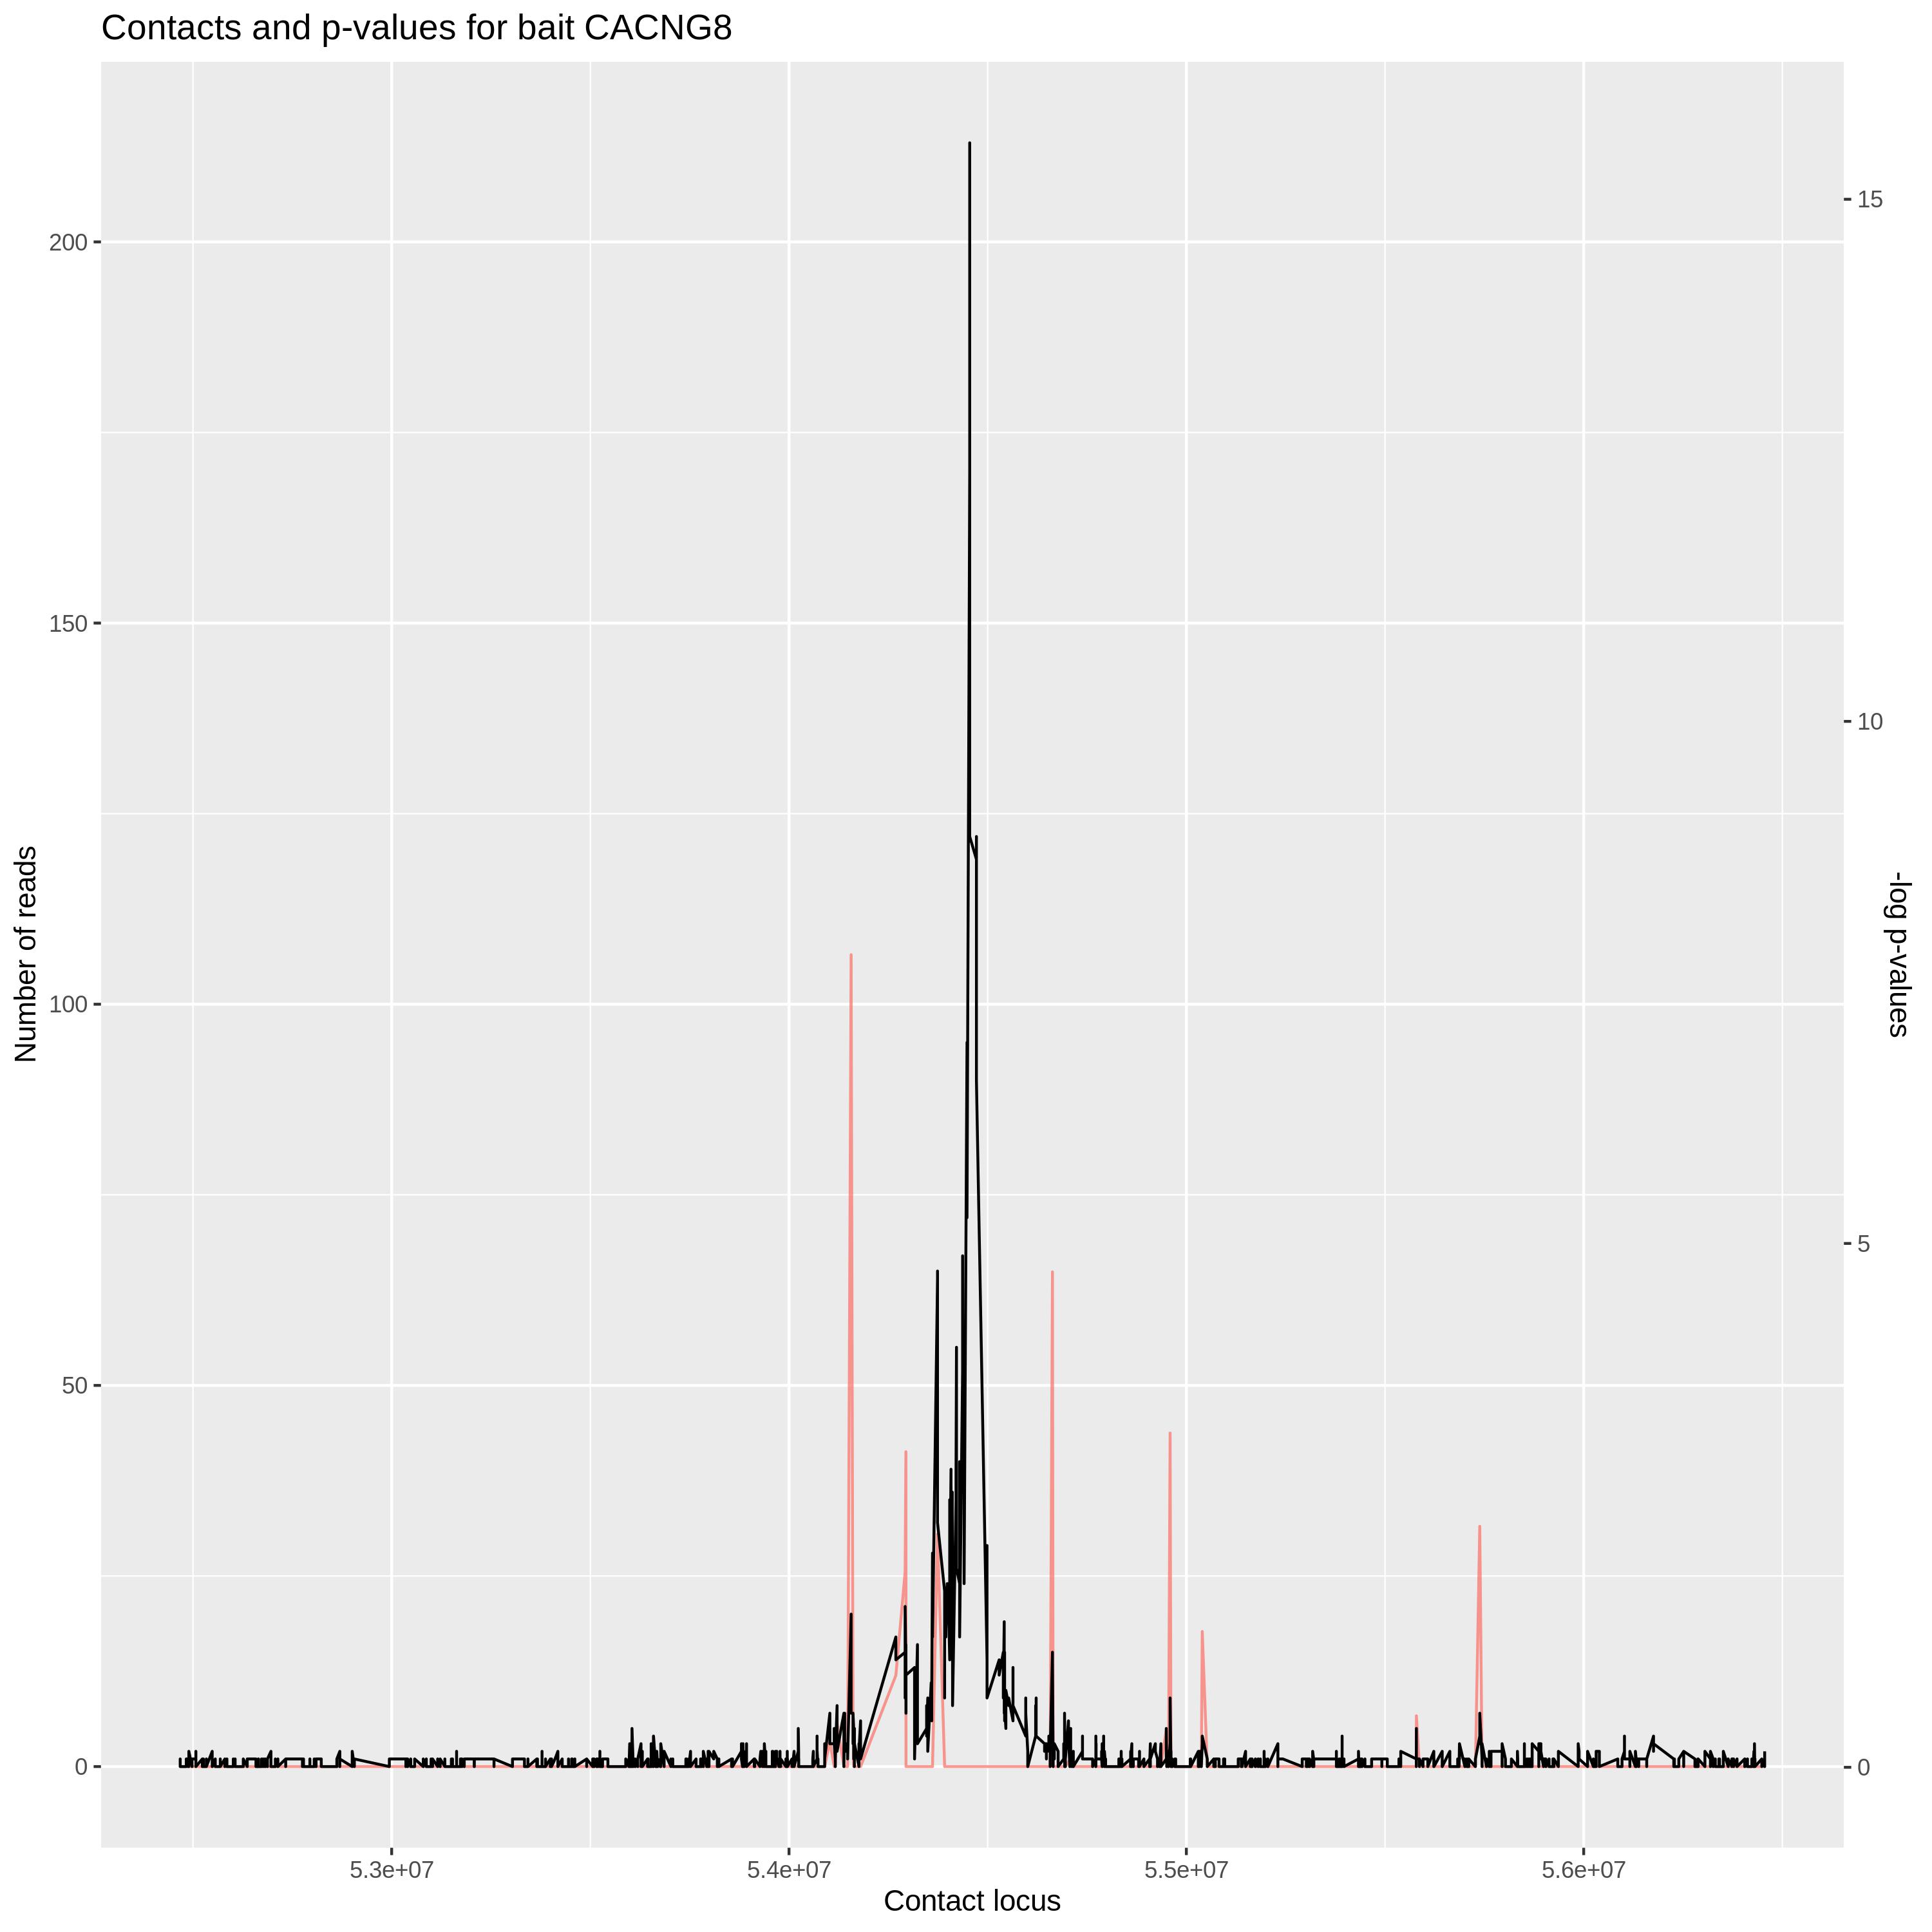 Contacts and p-values for bait CACNG8
200
150
100
50
0
Number of reads
15
10
5
0
-log p-values
5.3e+07
5.4e+07
5.5e+07
5.6e+07
Contact locus